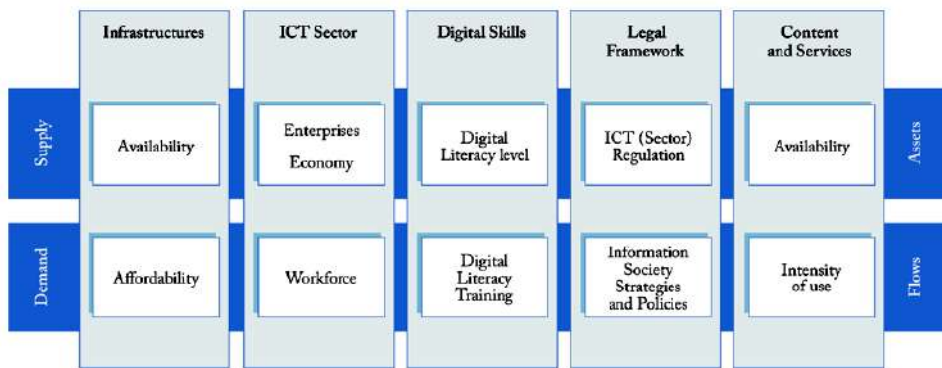 Infrastructures
ICT Sector
Digital Skills
Legal
Framework
Content
and Services
Supply
Availability
Enterprises
Economy
Digital
Literacy level
ICT (Sector)
Regulation
Availability
Assets
Demand
Affordability
Workforce
Digital
Literacy
Training
Information
Society
Strategies
and Policies
Intensity
of use
Flows